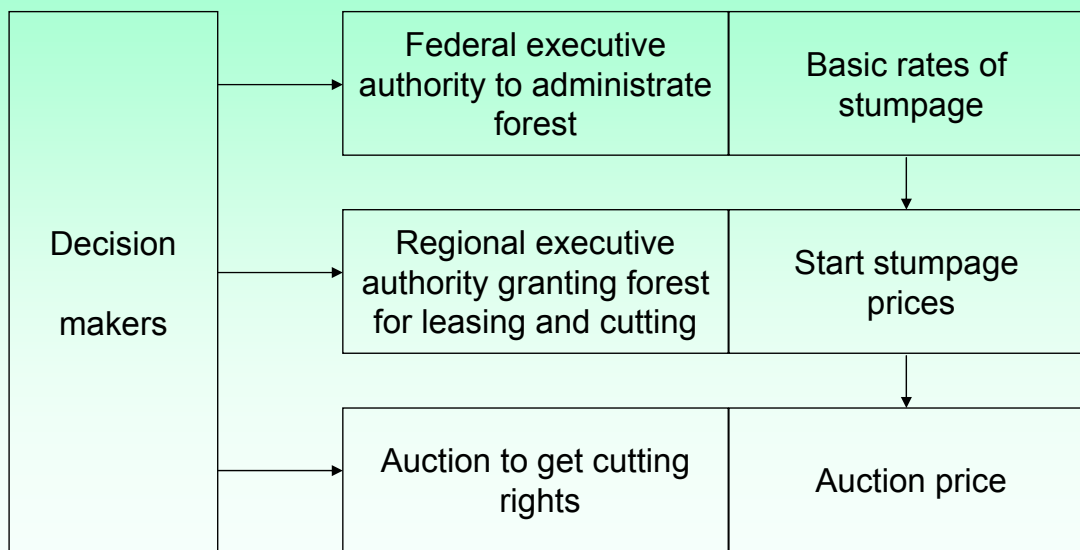 Decision
makers
Federal executive
authority to administrate
forest
Basic rates of
stumpage
Regional executive
authority granting forest
for leasing and cutting
Start stumpage
prices
Auction to get cutting
rights
Auction price